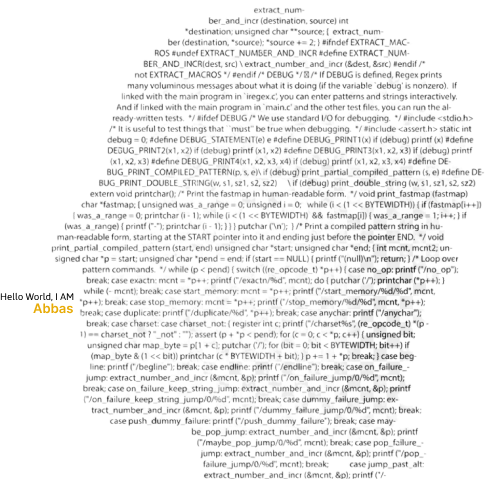 extract_num-
ber_and_incr (destination, source) int
*destination; unsigned char **source; { extract_num-
ber (destination, *source); *source += 2; } #ifndef EXTRACT_MAC-
ROS #undef EXTRACT_NUMBER_AND_INCR #define EXTRACT_NUM-
BER_AND_INCR(dest, src) \ extract_number_and_incr (&dest, &src) #endif /*
not EXTRACT_MACROS */ #endif /* DEBUG */ /* If DEBUG is defined, Regex prints
many voluminous messages about what it is doing (if the variable `debug' is nonzero). If
linked with the main program in `iregex.c', you can enter patterns and strings interactively.
And if linked with the main program in `main.c' and the other test files, you can run the al-
ready-written tests. */ #ifdef DEBUG /* We use standard I/O for debugging. */ #include <stdio.h>
/* It is useful to test things that ``must'' be true when debugging. */ #include <assert.h> static int
debug = 0; #define DEBUG_STATEMENT(e) e #define DEBUG_PRINT1(x) if (debug) printf (x) #define
DEBUG_PRINT2(x1, x2) if (debug) printf (x1, x2) #define DEBUG_PRINT3(x1, x2, x3) if (debug) printf
(x1, x2, x3) #define DEBUG_PRINT4(x1, x2, x3, x4) if (debug) printf (x1, x2, x3, x4) #define DE-
BUG_PRINT_COMPILED_PATTERN(p, s, e)\ if (debug) print_partial_compiled_pattern (s, e) #define DE-
BUG_PRINT_DOUBLE_STRING(w, s1, sz1, s2, sz2) \ if (debug) print_double_string (w, s1, sz1, s2, sz2)
extern void printchar(); /* Print the fastmap in human-readable form. */ void print_fastmap (fastmap)
char *fastmap; { unsigned was_a_range = 0; unsigned i = 0; while (i < (1 << BYTEWIDTH)) { if (fastmap[i++])
{ was_a_range = 0; printchar (i - 1); while (i < (1 << BYTEWIDTH) && fastmap[i]) { was_a_range = 1; i++; } if
(was_a_range) { printf ("-"); printchar (i - 1); } } } putchar ('\n'); } /* Print a compiled pattern string in hu-
man-readable form, starting at the START pointer into it and ending just before the pointer END. */ void
print_partial_compiled_pattern (start, end) unsigned char *start; unsigned char *end; { int mcnt, mcnt2; un-
signed char *p = start; unsigned char *pend = end; if (start == NULL) { printf ("(null)\n"); return; } /* Loop over
pattern commands. */ while (p < pend) { switch ((re_opcode_t) *p++) { case no_op: printf ("/no_op");
break; case exactn: mcnt = *p++; printf ("/exactn/%d", mcnt); do { putchar ('/'); printchar (*p++); }
while (- mcnt); break; case start_memory: mcnt = *p++; printf ("/start_memory/%d/%d", mcnt,
Hello World, I AM
Abbas
*p++); break; case stop_memory: mcnt = *p++; printf ("/stop_memory/%d/%d", mcnt, *p++);
break; case duplicate: printf ("/duplicate/%d", *p++); break; case anychar: printf ("/anychar");
break; case charset: case charset_not: { register int c; printf ("/charset%s", (re_opcode_t) *(p -
1) == charset_not ? "_not" : ""); assert (p + *p < pend); for (c = 0; c < *p; c++) { unsigned bit;
unsigned char map_byte = p[1 + c]; putchar ('/'); for (bit = 0; bit < BYTEWIDTH; bit++) if
(map_byte & (1 << bit)) printchar (c * BYTEWIDTH + bit); } p += 1 + *p; break; } case beg-
line: printf ("/begline"); break; case endline: printf ("/endline"); break; case on_failure_-
jump: extract_number_and_incr (&mcnt, &p); printf ("/on_failure_jump/0/%d", mcnt);
break; case on_failure_keep_string_jump: extract_number_and_incr (&mcnt, &p); printf
("/on_failure_keep_string_jump/0/%d", mcnt); break; case dummy_failure_jump: ex-
tract_number_and_incr (&mcnt, &p); printf ("/dummy_failure_jump/0/%d", mcnt); break;
case push_dummy_failure: printf ("/push_dummy_failure"); break; case may-
be_pop_jump: extract_number_and_incr (&mcnt, &p); printf
("/maybe_pop_jump/0/%d", mcnt); break; case pop_failure_-
jump: extract_number_and_incr (&mcnt, &p); printf ("/pop_-
failure_jump/0/%d", mcnt); break; case jump_past_alt:
extract_number_and_incr (&mcnt, &p); printf ("/-